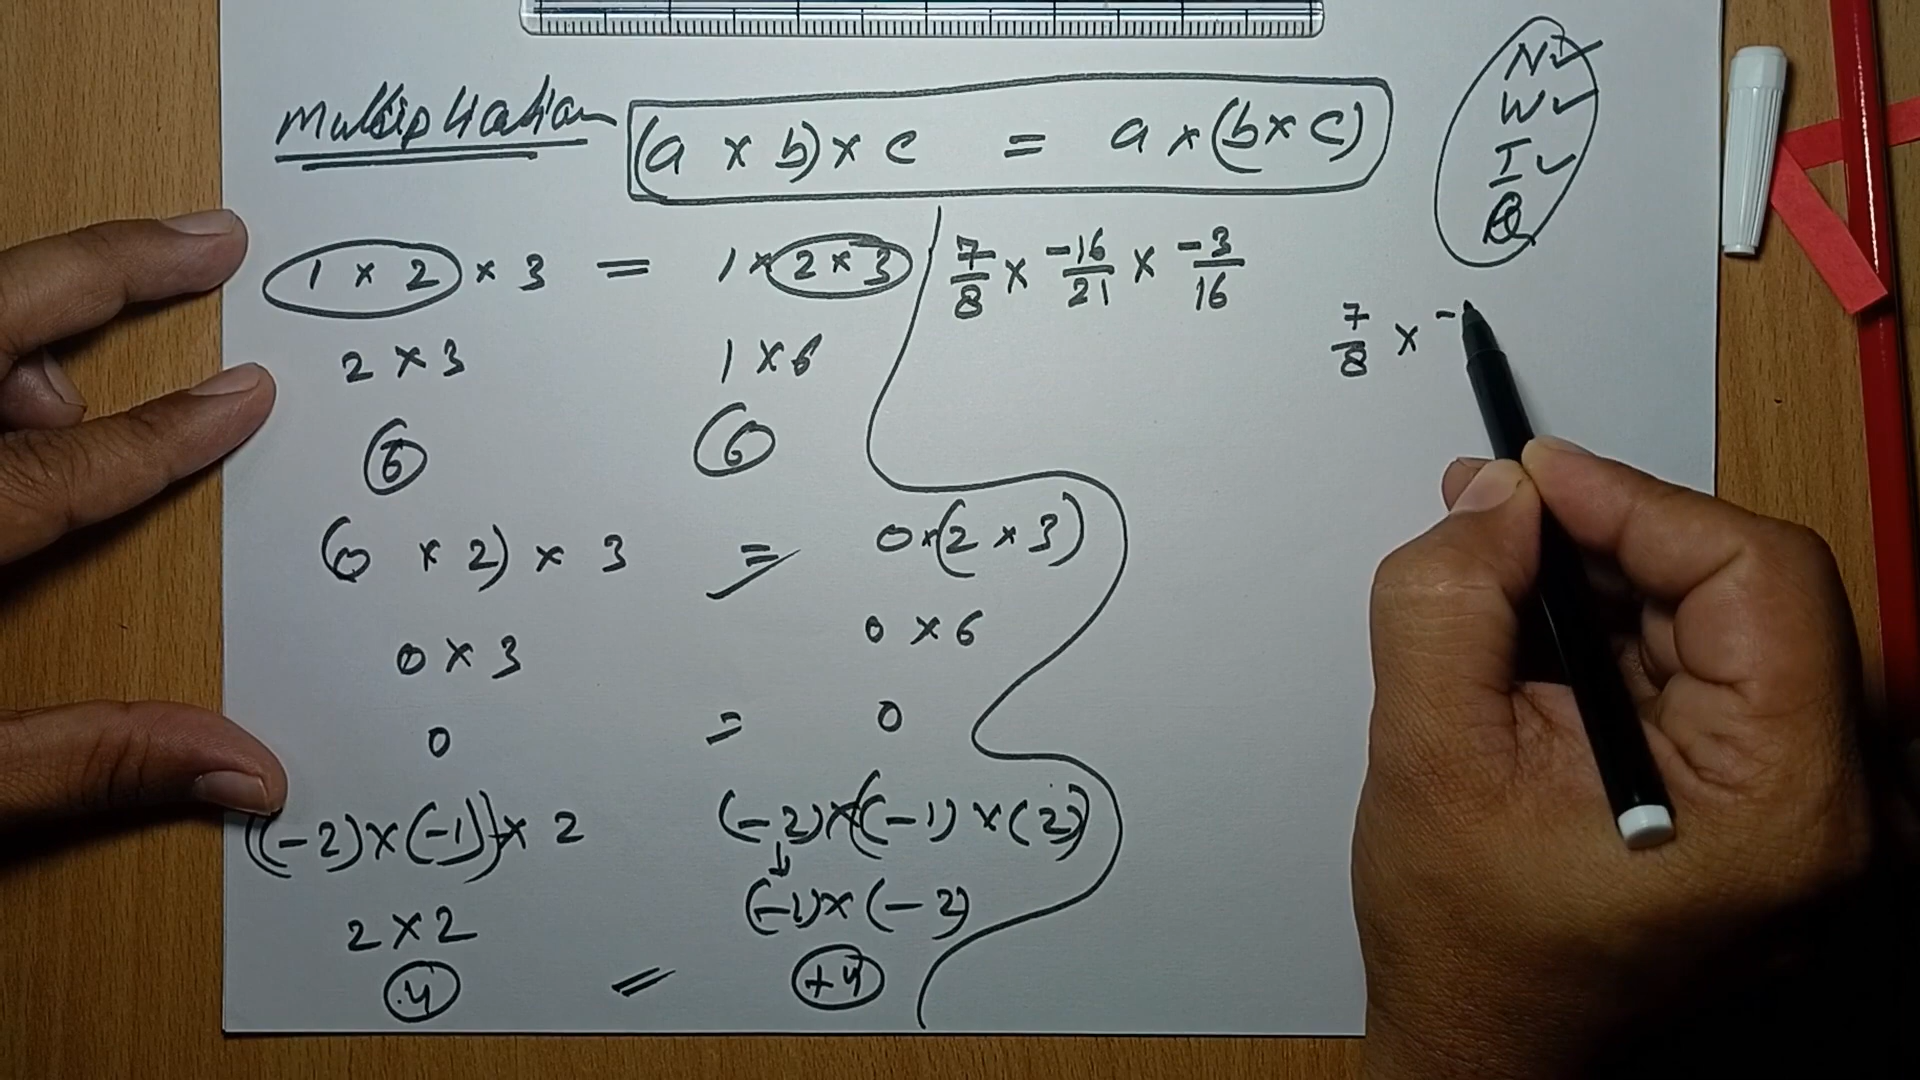 Multiplication (a × b) × c = a × (b × c)
N ✓
W ✓
I ✓
Q
1 × 2 × 3 = 1 × 2 × 3
2 × 3 1 × 6
6 6
(0 × 2) × 3 = 0 × (2 × 3)
0 × 3 0 × 6
0 = 0
((-2) × (-1)) × 2 (-2) × ((-1) × (2))
2 × 2 (-1) × (-2)
4 = +4
7/8 × -16/21 × -3/16
7/8 × -